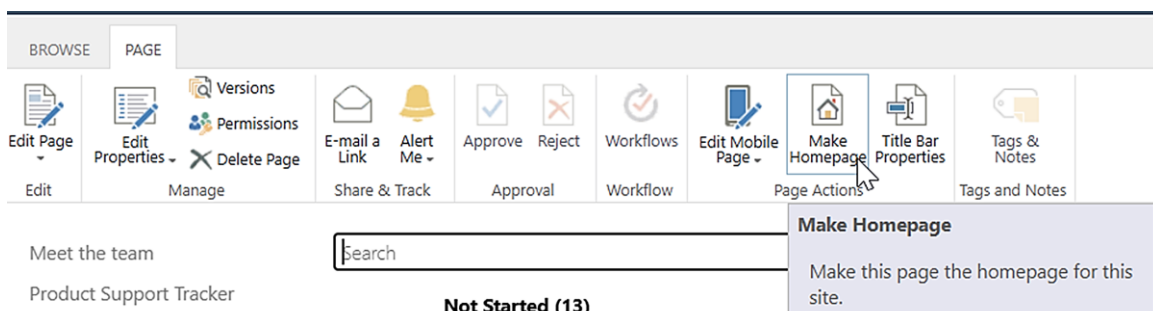 BROWSE PAGE
Edit Page
Edit
Properties
Versions
Permissions
Delete Page
E-mail a
Link
Alert
Me
Approve
Reject
Workflows
Edit Mobile
Page
Make
Homepage
Title Bar
Properties
Tags &
Notes
Edit
Manage
Share & Track
Approval
Workflow
Page Actions
Tags and Notes
Meet the team
Product Support Tracker
Search
Not Started (13)
Make Homepage
Make this page the homepage for this
site.